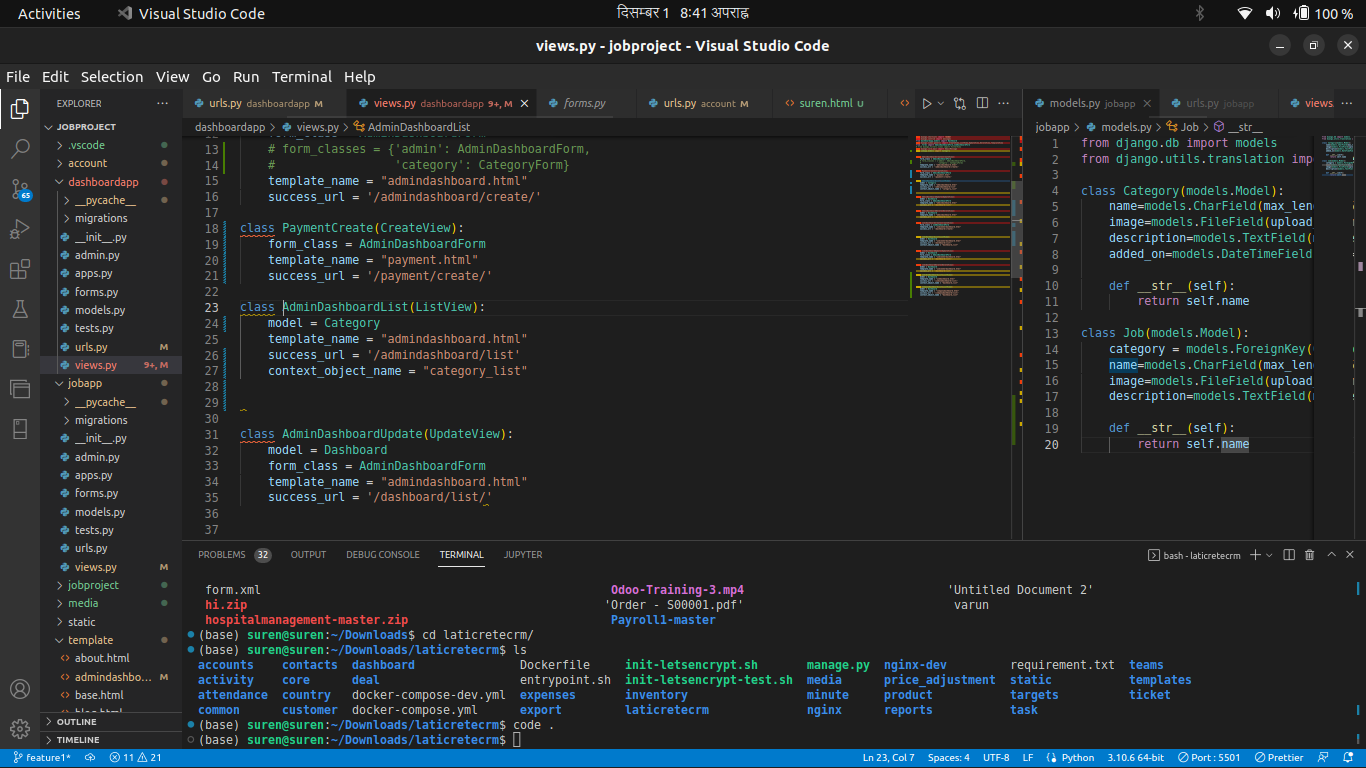 Activities
Visual Studio Code
दिसम्बर 1 8:41 अपराह्न
100 %
views.py - jobproject - Visual Studio Code
File Edit Selection View Go Run Terminal Help
EXPLORER
JOBPROJECT
.vscode
account
dashboardapp
__pycache__
migrations
__init__.py
admin.py
apps.py
forms.py
models.py
tests.py
urls.py M
views.py 9+, M
jobapp
__pycache__
migrations
__init__.py
admin.py
apps.py
forms.py
models.py
tests.py
urls.py
views.py M
jobproject
media
static
template
about.html
admindashbo... M
base.html
OUTLINE
TIMELINE
65
urls.py dashboardapp M
views.py dashboardapp 9+, M
forms.py
urls.py account M
suren.html U
dashboardapp > views.py > AdminDashboardList
13 # form_classes = {'admin': AdminDashboardForm,
14 # 'category': CategoryForm}
15 template_name = "admindashboard.html"
16 success_url = '/admindashboard/create/'
17
18 class PaymentCreate(CreateView):
19 form_class = AdminDashboardForm
20 template_name = "payment.html"
21 success_url = '/payment/create/'
22
23 class AdminDashboardList(ListView):
24 model = Category
25 template_name = "admindashboard.html"
26 success_url = '/admindashboard/list'
27 context_object_name = "category_list"
28
29
30
31 class AdminDashboardUpdate(UpdateView):
32 model = Dashboard
33 form_class = AdminDashboardForm
34 template_name = "admindashboard.html"
35 success_url = '/dashboard/list/'
36
37
models.py jobapp
urls.py jobapp
views.
jobapp > models.py > Job > __str__
1 from django.db import models
2 from django.utils.translation imp
3
4 class Category(models.Model):
5 name=models.CharField(max_len
6 image=models.FileField(upload
7 description=models.TextField(
8 added_on=models.DateTimeField
9
10 def __str__(self):
11 return self.name
12
13 class Job(models.Model):
14 category = models.ForeignKey(
15 name=models.CharField(max_len
16 image=models.FileField(upload
17 description=models.TextField(
18
19 def __str__(self):
20 return self.name
PROBLEMS 32 OUTPUT DEBUG CONSOLE TERMINAL JUPYTER
bash - laticretecrm
form.xml Odoo-Training-3.mp4 'Untitled Document 2'
hi.zip 'Order - S00001.pdf' varun
hospitalmanagement-master.zip Payroll1-master
(base) suren@suren:~/Downloads$ cd laticretecrm/
(base) suren@suren:~/Downloads/laticretecrm$ ls
accounts contacts dashboard Dockerfile init-letsencrypt.sh manage.py nginx-dev requirement.txt teams
activity core deal entrypoint.sh init-letsencrypt-test.sh media price_adjustment static templates
attendance country docker-compose-dev.yml expenses inventory minute product targets ticket
common customer docker-compose.yml export laticretecrm nginx reports task
(base) suren@suren:~/Downloads/laticretecrm$ code .
(base) suren@suren:~/Downloads/laticretecrm$
feature1* 11 21 Ln 23, Col 7 Spaces: 4 UTF-8 LF Python 3.10.6 64-bit Port : 5501 Prettier